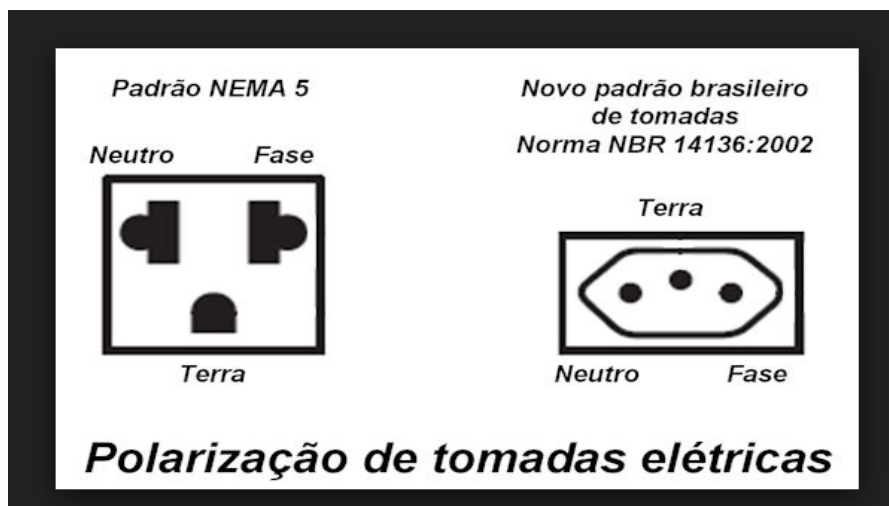 Padrão NEMA 5
Neutro Fase
Terra
Novo padrão brasileiro
de tomadas
Norma NBR 14136:2002
Terra
Neutro Fase
Polarização de tomadas elétricas